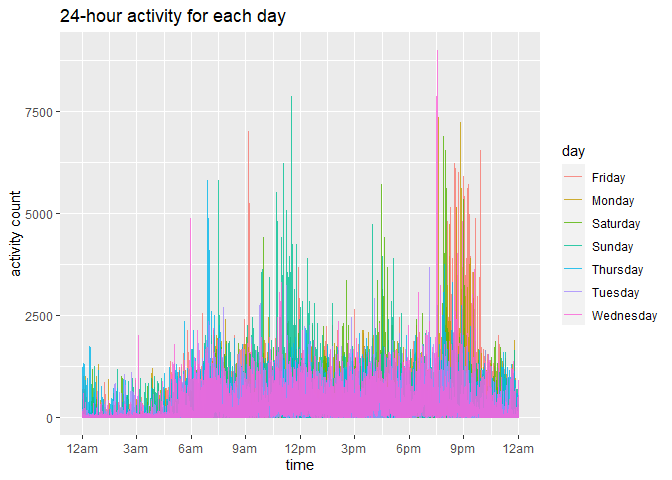 24-hour activity for each day
7500
5000
2500
0
activity count
12am 3am 6am 9am 12pm 3pm 6pm 9pm 12am
time
day
Friday
Monday
Saturday
Sunday
Thursday
Tuesday
Wednesday